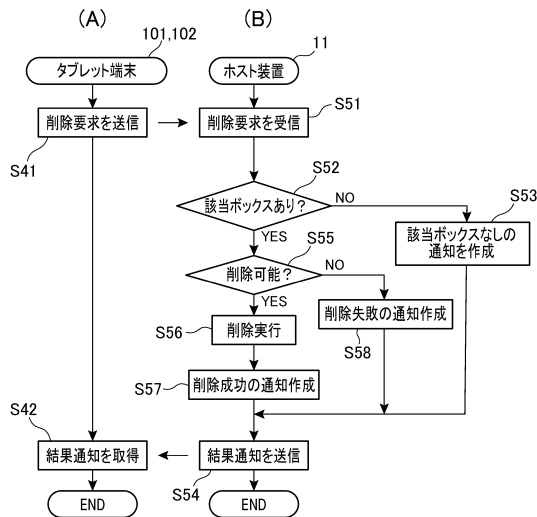 (A)
(B)
101,102
11
タブレット端末
ホスト装置
S51
削除要求を送信
削除要求を受信
S41
S52
該当ボックスあり？
NO
S53
該当ボックスなしの
通知を作成
YES
S55
削除可能？
NO
YES
S56
削除実行
削除失敗の通知作成
S58
S57
削除成功の通知作成
S42
結果通知を取得
結果通知を送信
S54
END
END